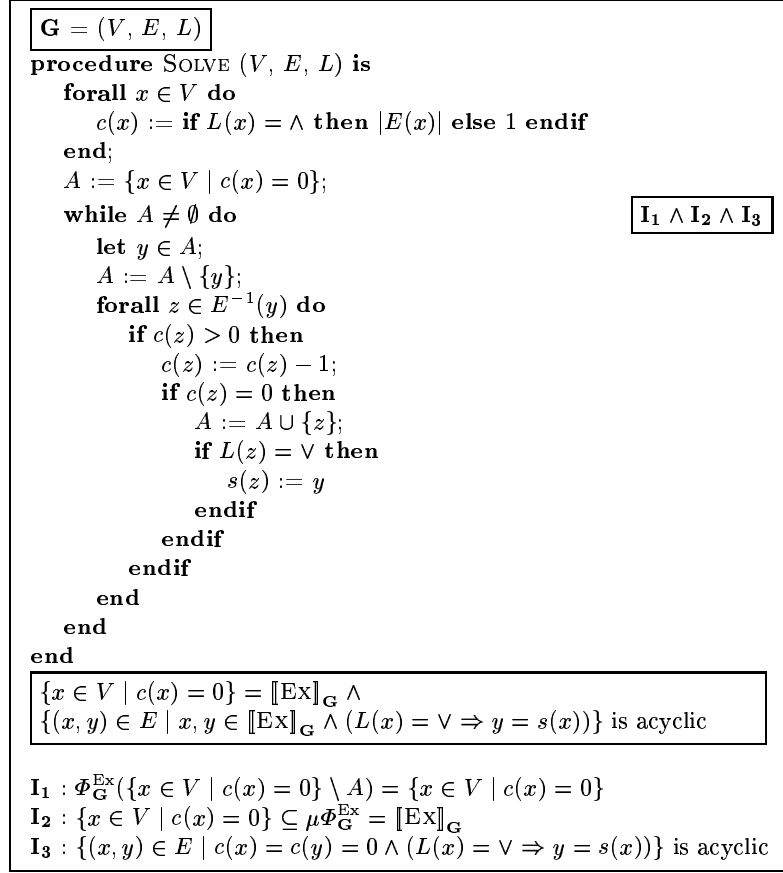 G = (V, E, L)
procedure SOLVE (V, E, L) is
forall x ∈ V do
c(x) := if L(x) = ∧ then |E(x)| else 1 endif
end;
A := {x ∈ V | c(x) = 0};
while A ≠ ∅ do I₁ ∧ I₂ ∧ I₃
let y ∈ A;
A := A \ {y};
forall z ∈ E⁻¹(y) do
if c(z) > 0 then
c(z) := c(z) − 1;
if c(z) = 0 then
A := A ∪ {z};
if L(z) = ∨ then
s(z) := y
endif
endif
endif
end
end
end
{x ∈ V | c(x) = 0} = ⟦Ex⟧_G ∧
{(x, y) ∈ E | x, y ∈ ⟦Ex⟧_G ∧ (L(x) = ∨ ⇒ y = s(x))} is acyclic
I₁ : Φ_G^Ex({x ∈ V | c(x) = 0} \ A) = {x ∈ V | c(x) = 0}
I₂ : {x ∈ V | c(x) = 0} ⊆ μΦ_G^Ex = ⟦Ex⟧_G
I₃ : {(x, y) ∈ E | c(x) = c(y) = 0 ∧ (L(x) = ∨ ⇒ y = s(x))} is acyclic